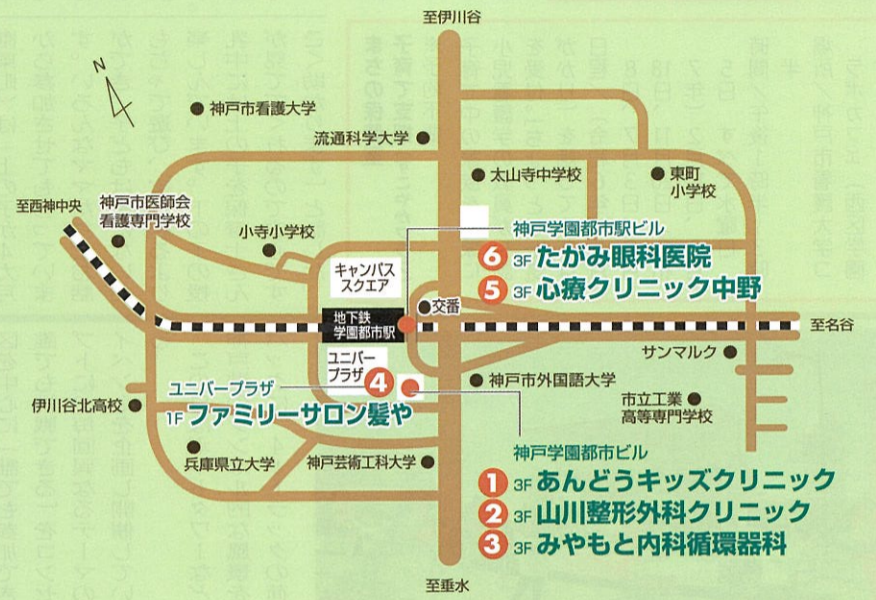 至伊川谷
N
神戸市看護大学
流通科学大学
太山寺中学校
東町
小学校
至西神中央
神戸市医師会
看護専門学校
小寺小学校
神戸学園都市駅ビル
6 3F たがみ眼科医院
5 3F 心療クリニック中野
キャンパス
スクエア
交番
地下鉄
学園都市駅
至名谷
サンマルク
ユニバー
プラザ
神戸市外国語大学
ユニバープラザ
4
1F ファミリーサロン髪や
市立工業
高等専門学校
伊川谷北高校
兵庫県立大学
神戸芸術工科大学
神戸学園都市ビル
1 3F あんどうキッズクリニック
2 3F 山川整形外科クリニック
3 3F みやもと内科循環器科
至垂水